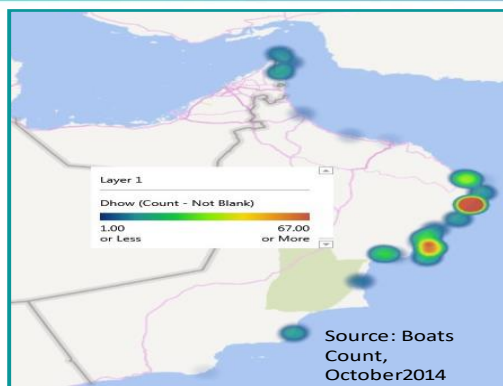 Layer 1
Dhow (Count - Not Blank)
1.00 67.00
or Less or More
Source: Boats
Count,
October2014